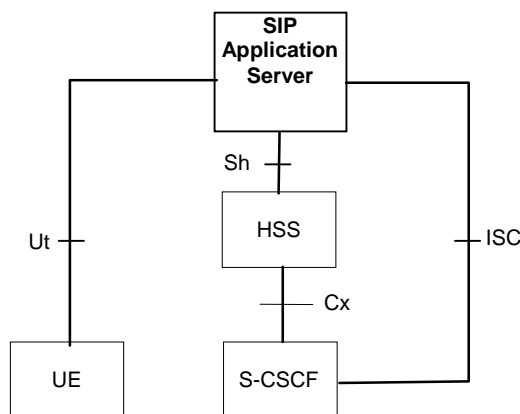 SIP
Application
Server
Sh
Ut
HSS
ISC
Cx
UE
S-CSCF